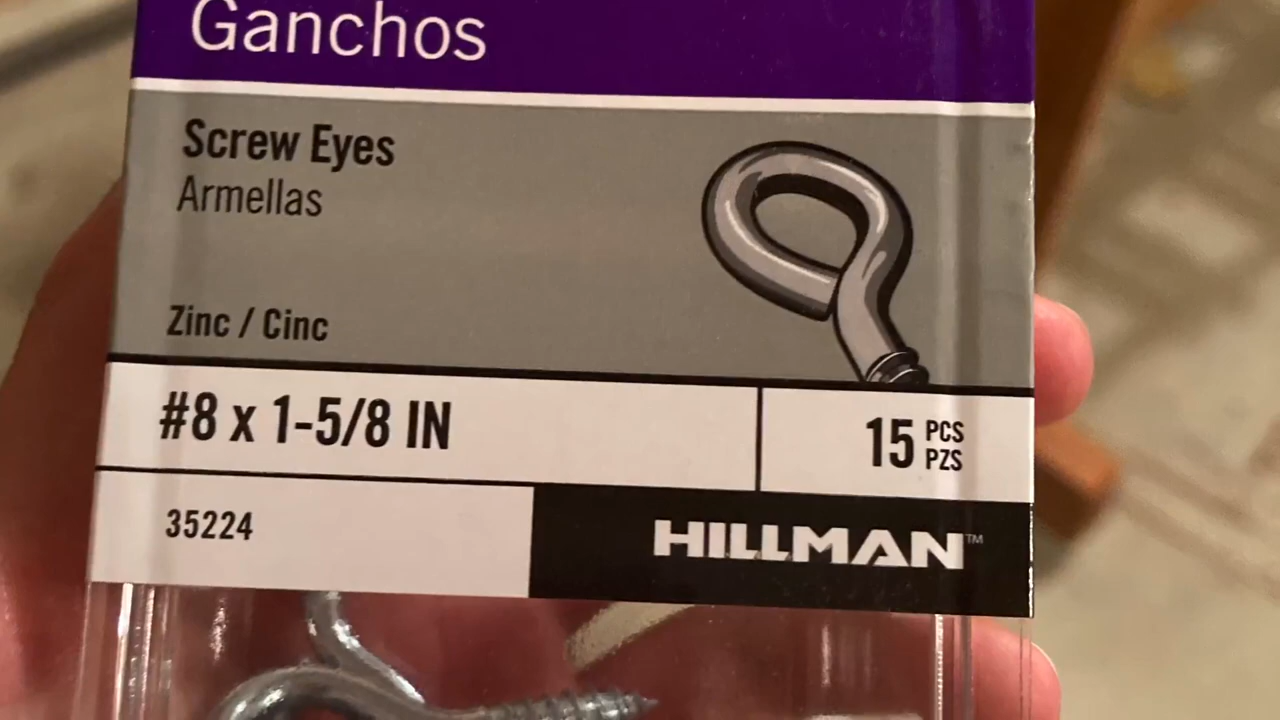 Ganchos
Screw Eyes
Armellas
Zinc / Cinc
#8 x 1-5/8 IN
15 PCS
PZS
35224
HILLMAN™